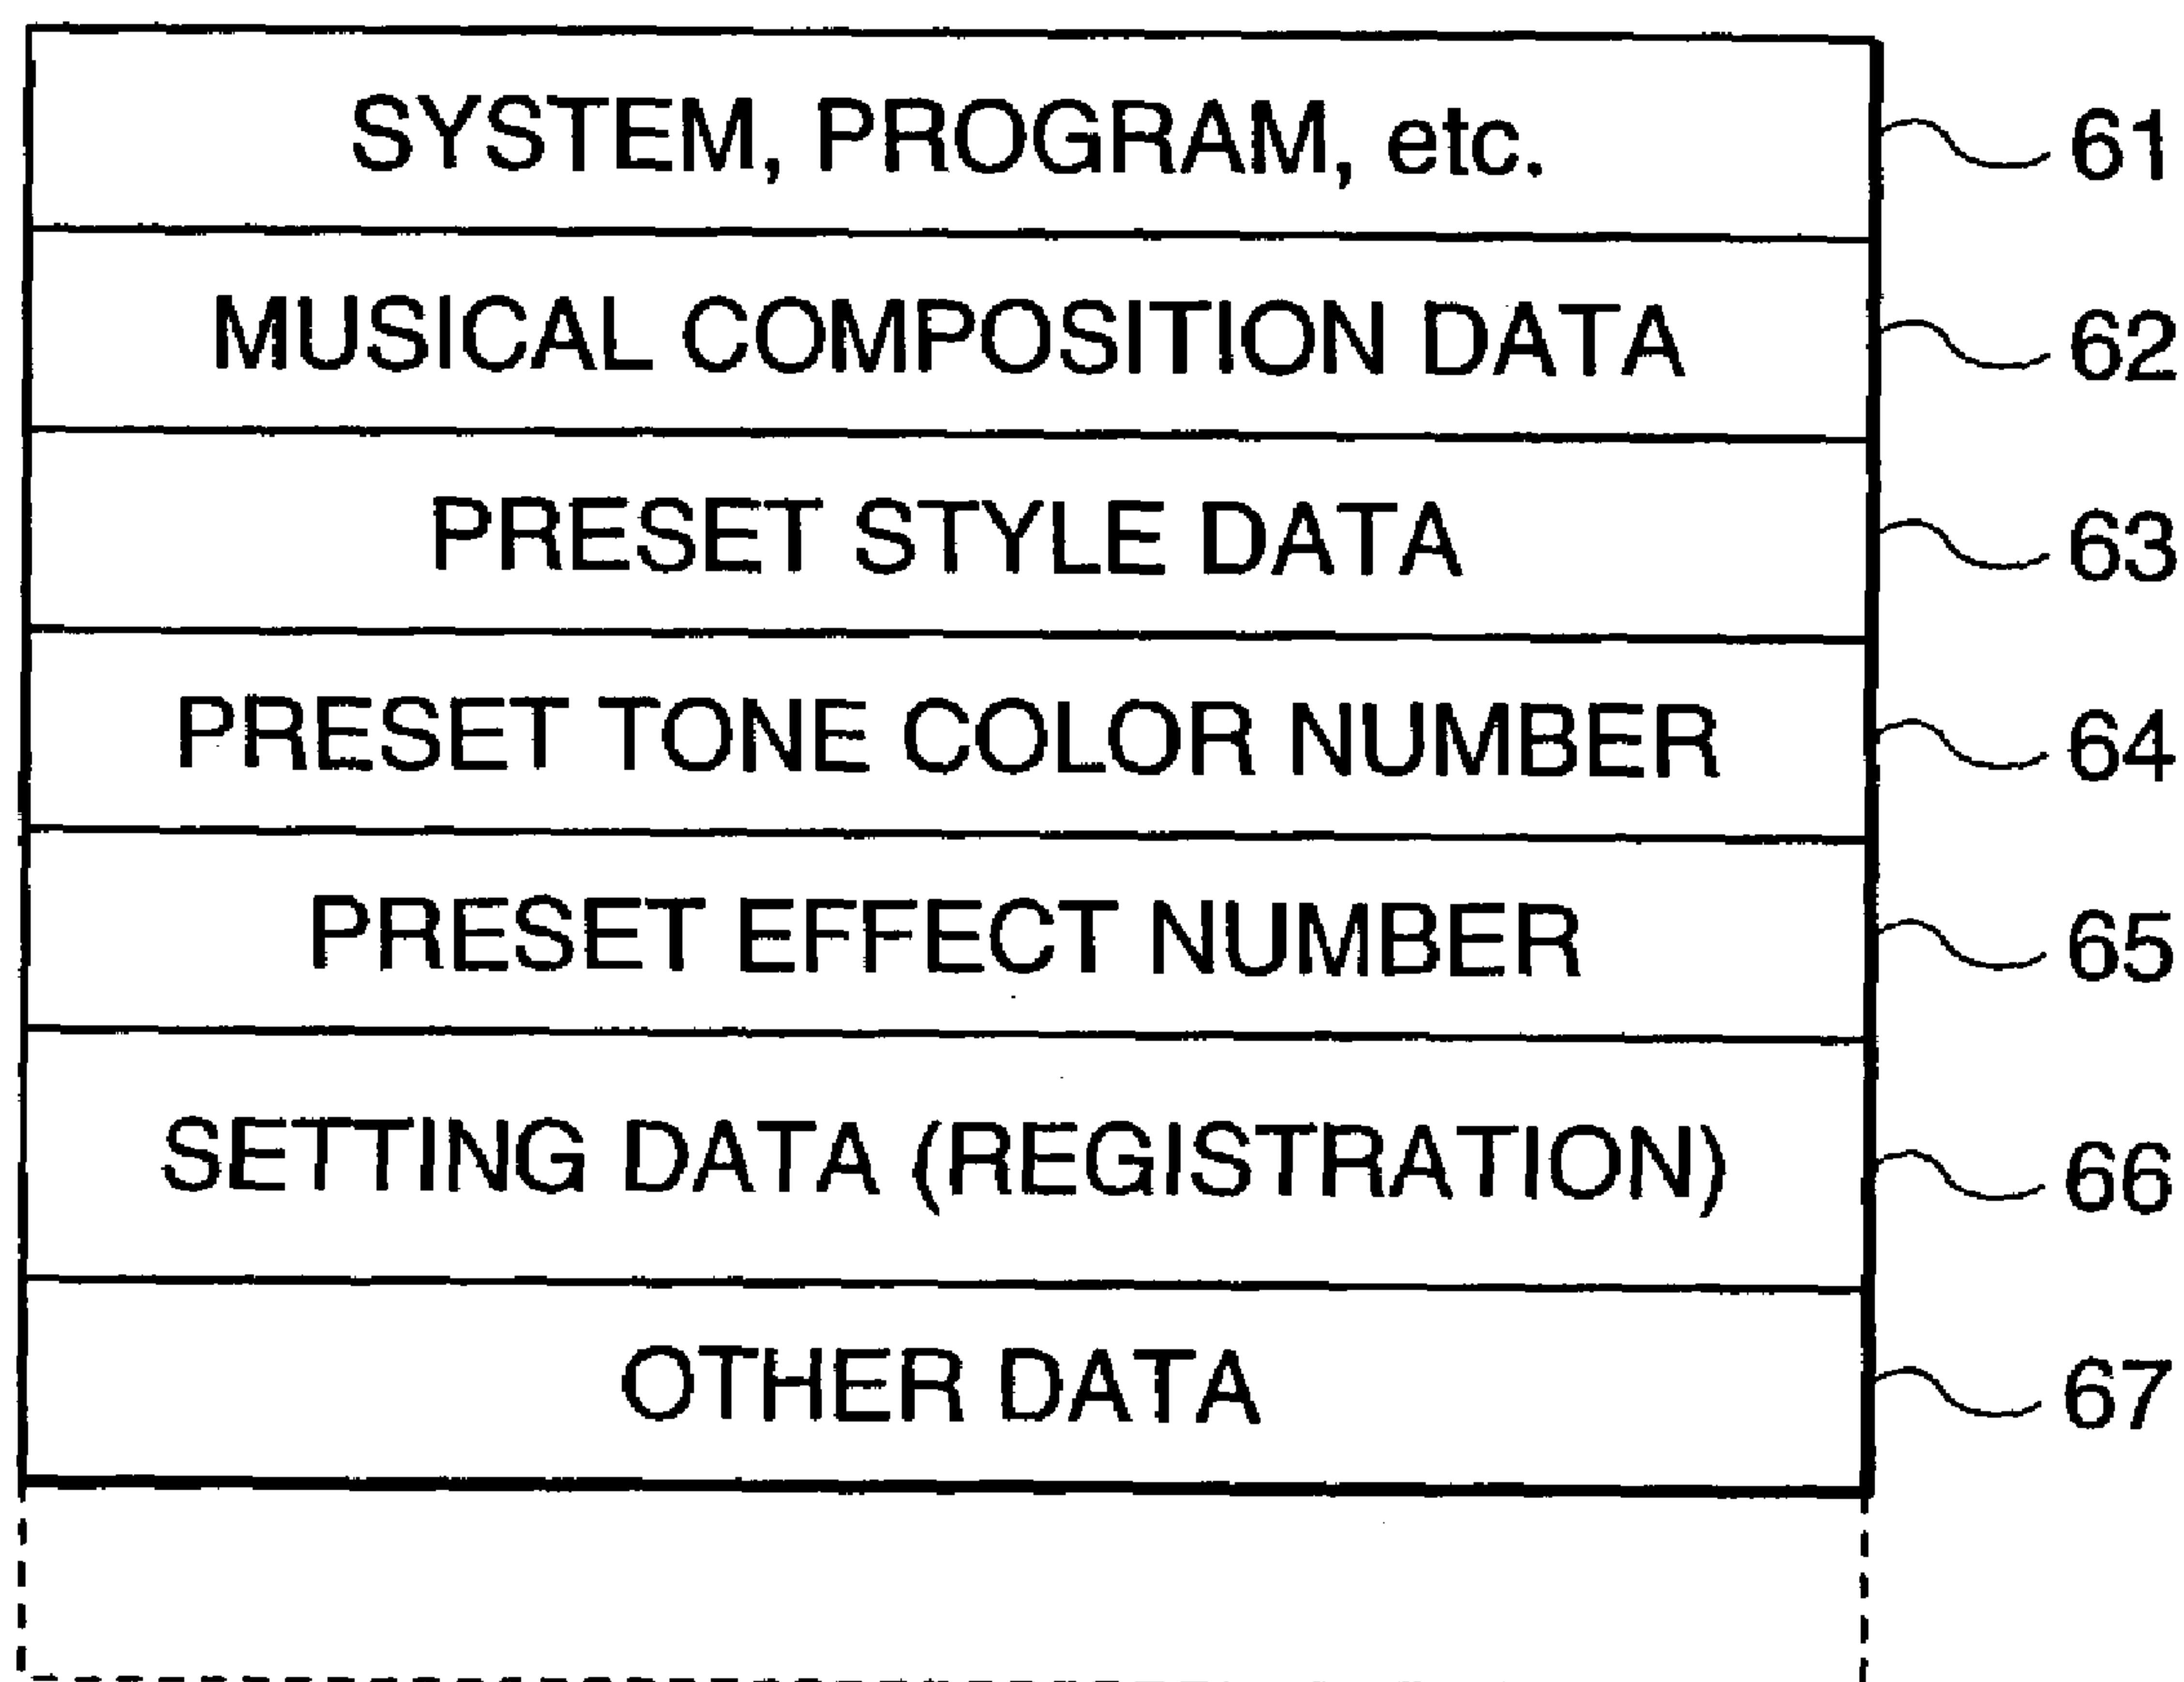 SYSTEM, PROGRAM, etc. 61
MUSICAL COMPOSITION DATA 62
PRESET STYLE DATA 63
PRESET TONE COLOR NUMBER 64
PRESET EFFECT NUMBER 65
SETTING DATA (REGISTRATION) 66
OTHER DATA 67